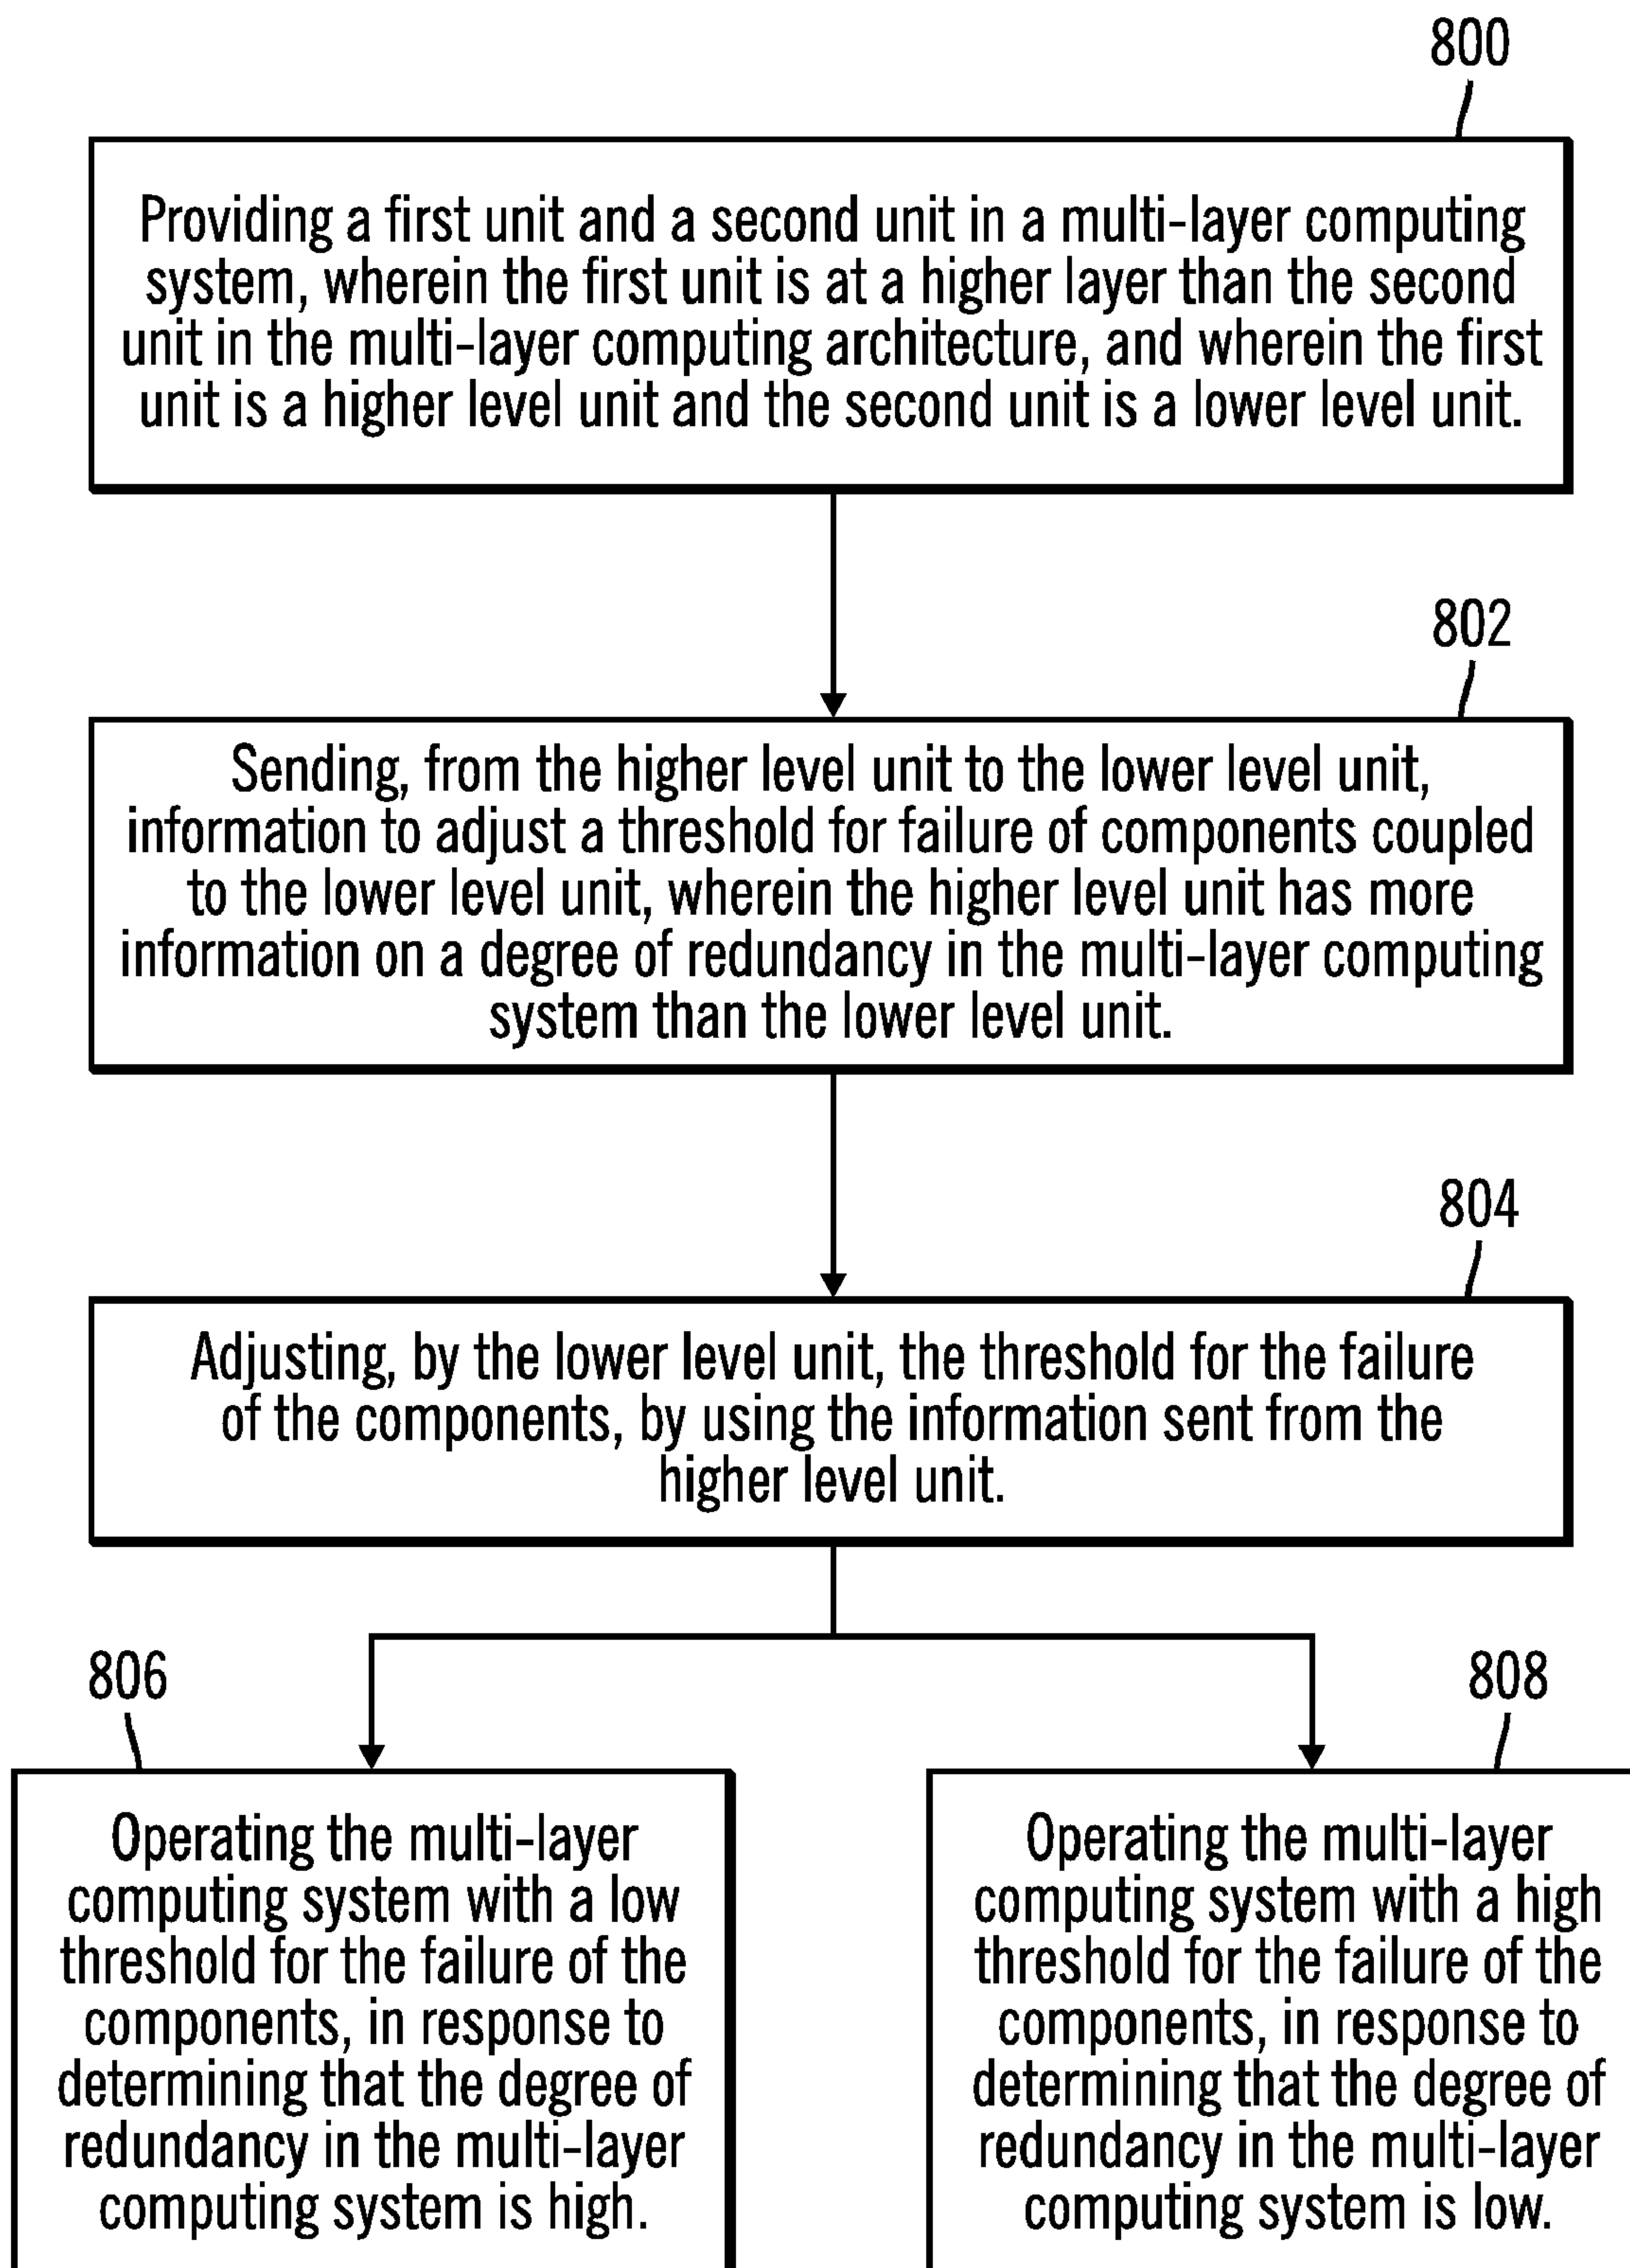 800
Providing a first unit and a second unit in a multi-layer computing
system, wherein the first unit is at a higher layer than the second
unit in the multi-layer computing architecture, and wherein the first
unit is a higher level unit and the second unit is a lower level unit.
802
Sending, from the higher level unit to the lower level unit,
information to adjust a threshold for failure of components coupled
to the lower level unit, wherein the higher level unit has more
information on a degree of redundancy in the multi-layer computing
system than the lower level unit.
804
Adjusting, by the lower level unit, the threshold for the failure
of the components, by using the information sent from the
higher level unit.
806
Operating the multi-layer
computing system with a low
threshold for the failure of the
components, in response to
determining that the degree of
redundancy in the multi-layer
computing system is high.
808
Operating the multi-layer
computing system with a high
threshold for the failure of the
components, in response to
determining that the degree of
redundancy in the multi-layer
computing system is low.